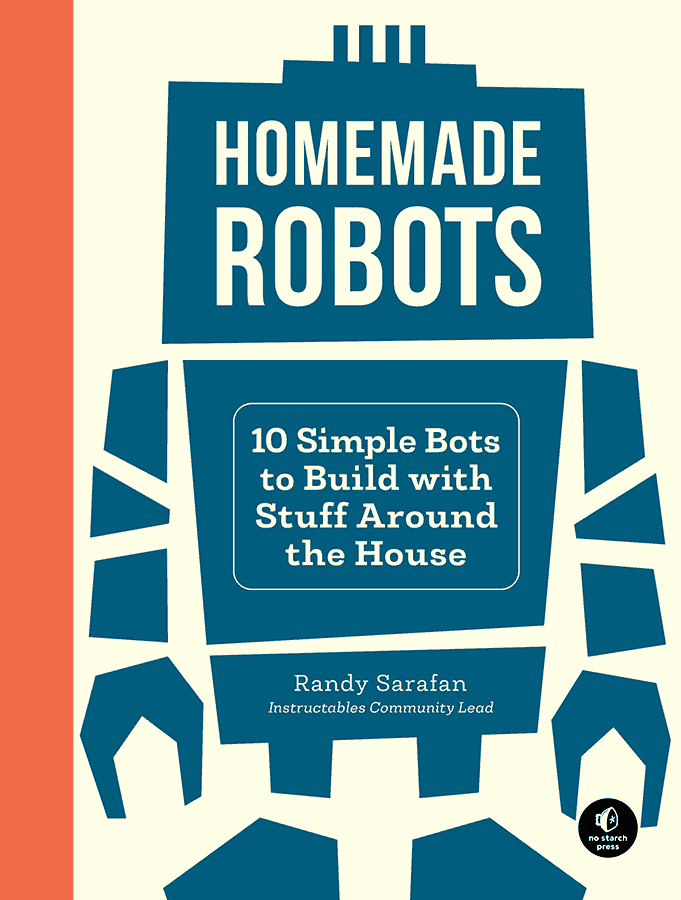 HOMEMADE
ROBOTS
10 Simple Bots
to Build with
Stuff Around
the House
Randy Sarafan
Instructables Community Lead
no starch
press